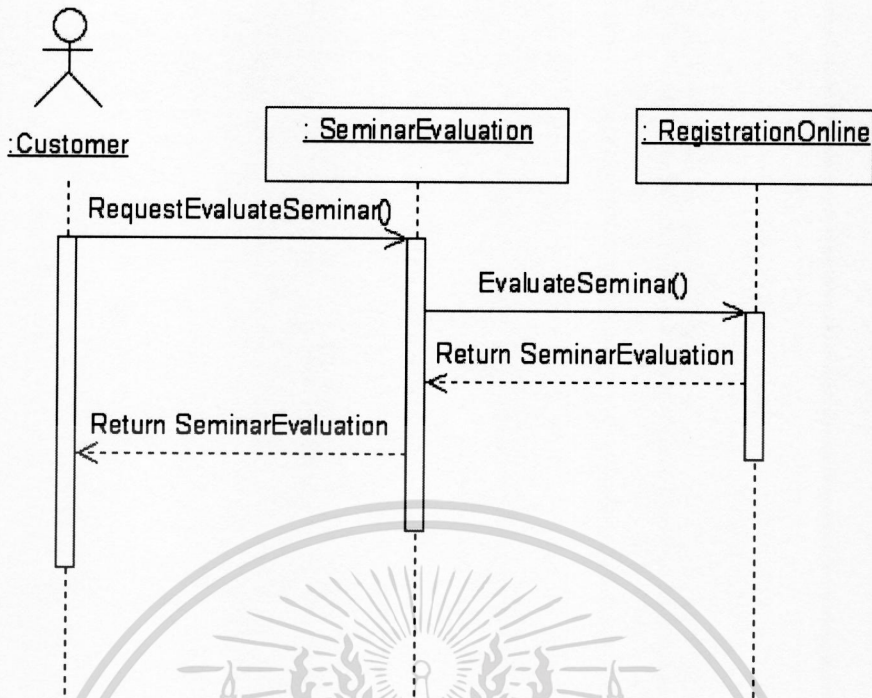 :Customer
: SeminarEvaluation
: RegistrationOnline
RequestEvaluateSeminar()
EvaluateSeminar()
Return SeminarEvaluation
Return SeminarEvaluation